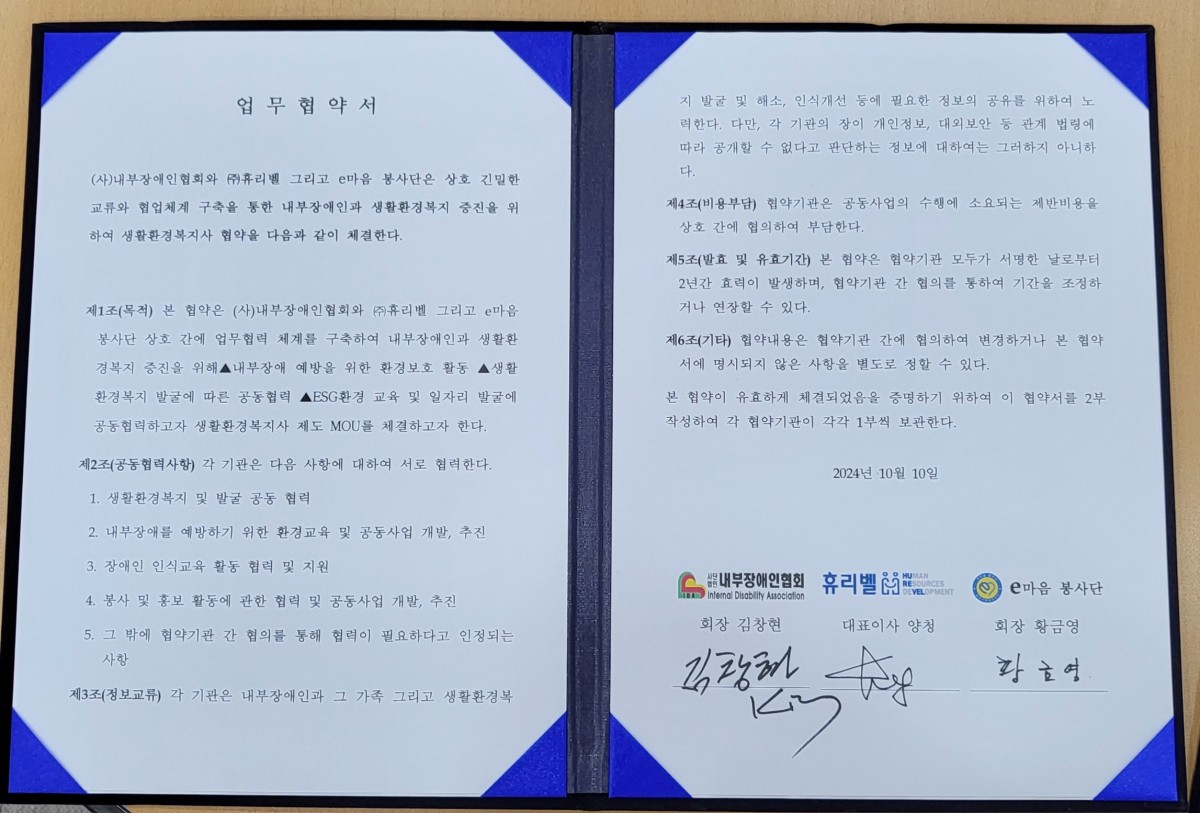 업 무 협 약 서
(사)내부장애인협회와 ㈜휴리벨 그리고 e마음 봉사단은 상호 긴밀한
교류와 협업체계 구축을 통한 내부장애인과 생활환경복지 증진을 위
하여 생활환경복지사 협약을 다음과 같이 체결한다.
제1조(목적) 본 협약은 (사)내부장애인협회와 ㈜휴리벨 그리고 e마음
봉사단 상호 간에 업무협력 체계를 구축하여 내부장애인과 생활환
경복지 증진을 위해▲내부장애 예방을 위한 환경보호 활동 ▲생활
환경복지 발굴에 따른 공동협력 ▲ESG환경 교육 및 일자리 발굴에
공동협력하고자 생활환경복지사 제도 MOU를 체결하고자 한다.
제2조(공동협력사항) 각 기관은 다음 사항에 대하여 서로 협력한다.
1. 생활환경복지 및 발굴 공동 협력
2. 내부장애를 예방하기 위한 환경교육 및 공동사업 개발, 추진
3. 장애인 인식교육 활동 협력 및 지원
4. 봉사 및 홍보 활동에 관한 협력 및 공동사업 개발, 추진
5. 그 밖에 협약기관 간 협의를 통해 협력이 필요하다고 인정되는
사항
제3조(정보교류) 각 기관은 내부장애인과 그 가족 그리고 생활환경복
지 발굴 및 해소, 인식개선 등에 필요한 정보의 공유를 위하여 노
력한다. 다만, 각 기관의 장이 개인정보, 대외보안 등 관계 법령에
따라 공개할 수 없다고 판단하는 정보에 대하여는 그러하지 아니하
다.
제4조(비용부담) 협약기관은 공동사업의 수행에 소요되는 제반비용을
상호 간에 협의하여 부담한다.
제5조(발효 및 유효기간) 본 협약은 협약기관 모두가 서명한 날로부터
2년간 효력이 발생하며, 협약기관 간 협의를 통하여 기간을 조정하
거나 연장할 수 있다.
제6조(기타) 협약내용은 협약기관 간에 협의하여 변경하거나 본 협약
서에 명시되지 않은 사항을 별도로 정할 수 있다.
본 협약이 유효하게 체결되었음을 증명하기 위하여 이 협약서를 2부
작성하여 각 협약기관이 각각 1부씩 보관한다.
2024년 10월 10일
IDA 사단법인 내부장애인협회 Internal Disability Association
휴리벨 HUMAN RESOURCES DEVELOPMENT
e마음 봉사단
회장 김창현 대표이사 양청 회장 황금영
김창현 황금영
Kim